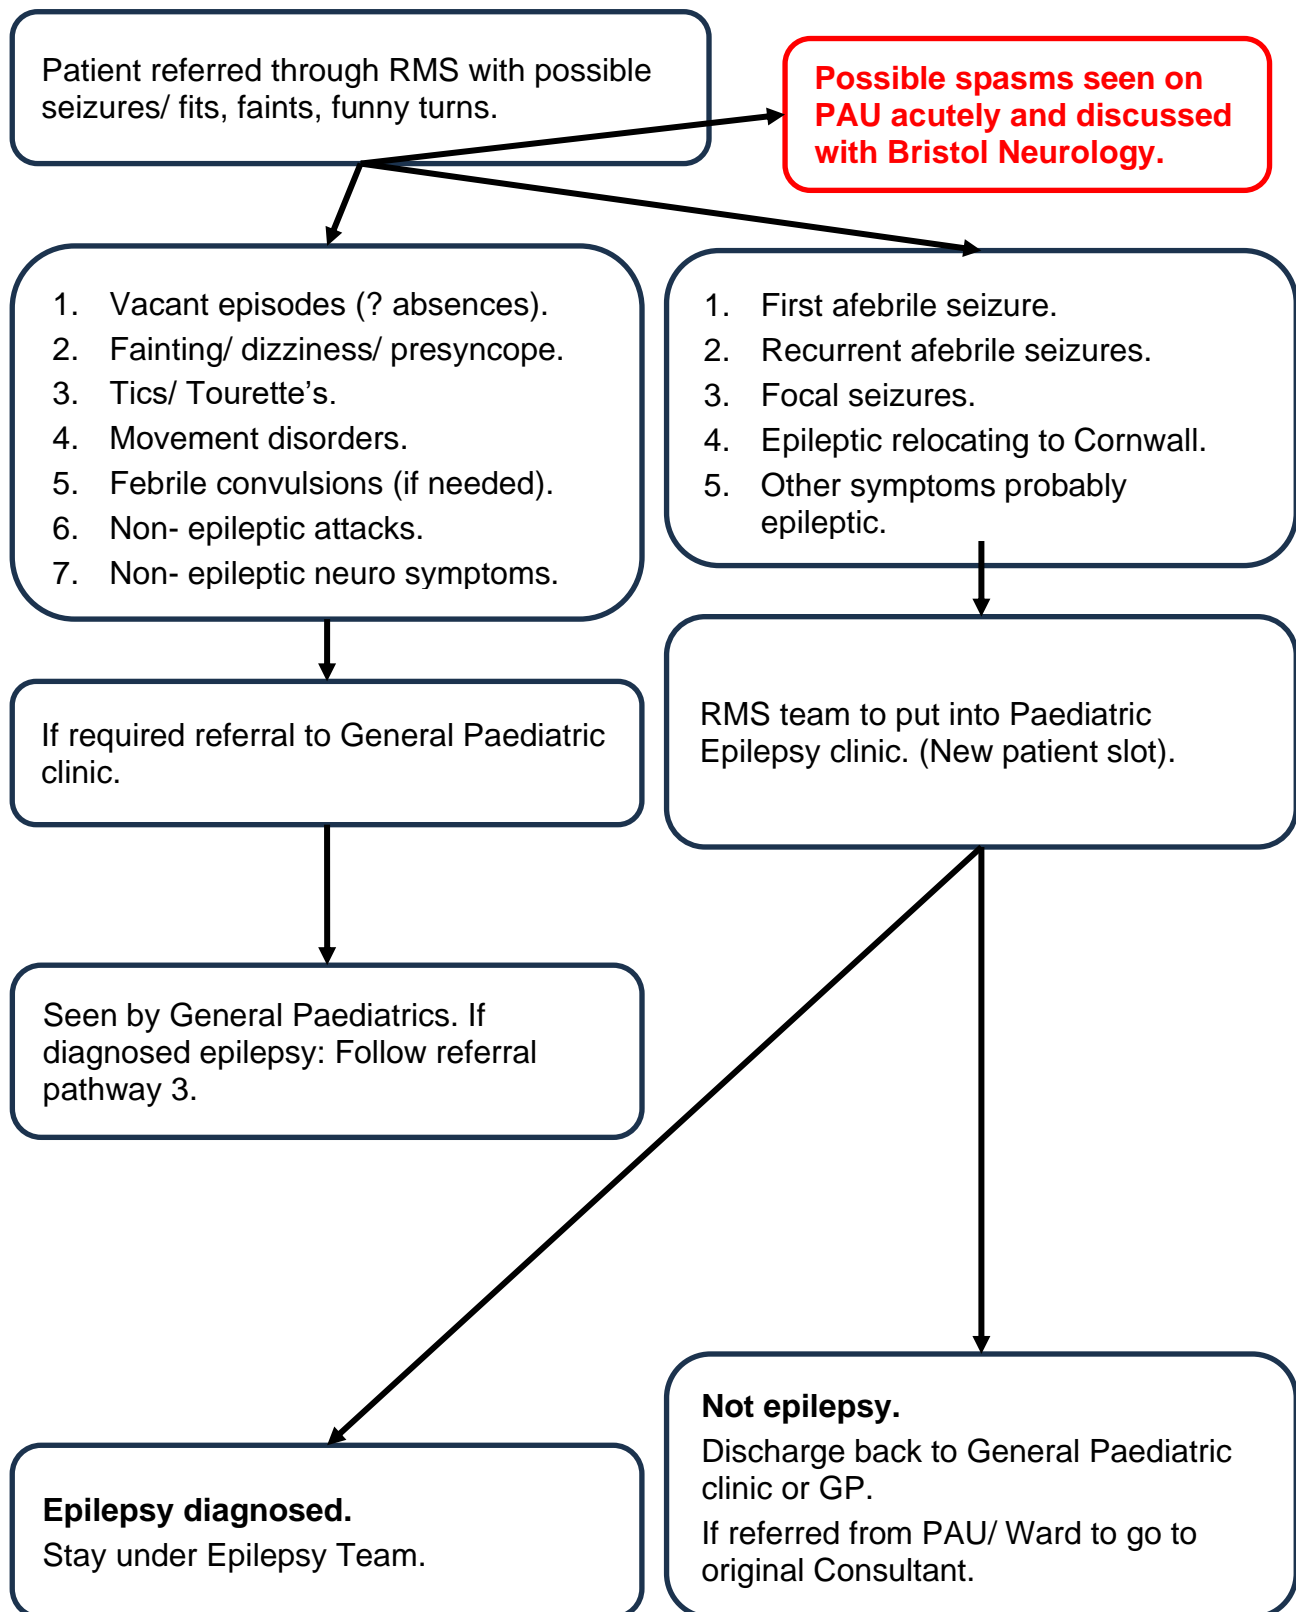 Patient referred through RMS with possible
seizures/ fits, faints, funny turns.
Possible spasms seen on
PAU acutely and discussed
with Bristol Neurology.
1. Vacant episodes (? absences).
2. Fainting/ dizziness/ presyncope.
3. Tics/ Tourette’s.
4. Movement disorders.
5. Febrile convulsions (if needed).
6. Non- epileptic attacks.
7. Non- epileptic neuro symptoms.
1. First afebrile seizure.
2. Recurrent afebrile seizures.
3. Focal seizures.
4. Epileptic relocating to Cornwall.
5. Other symptoms probably
epileptic.
If required referral to General Paediatric
clinic.
RMS team to put into Paediatric
Epilepsy clinic. (New patient slot).
Seen by General Paediatrics. If
diagnosed epilepsy: Follow referral
pathway 3.
Epilepsy diagnosed.
Stay under Epilepsy Team.
Not epilepsy.
Discharge back to General Paediatric
clinic or GP.
If referred from PAU/ Ward to go to
original Consultant.